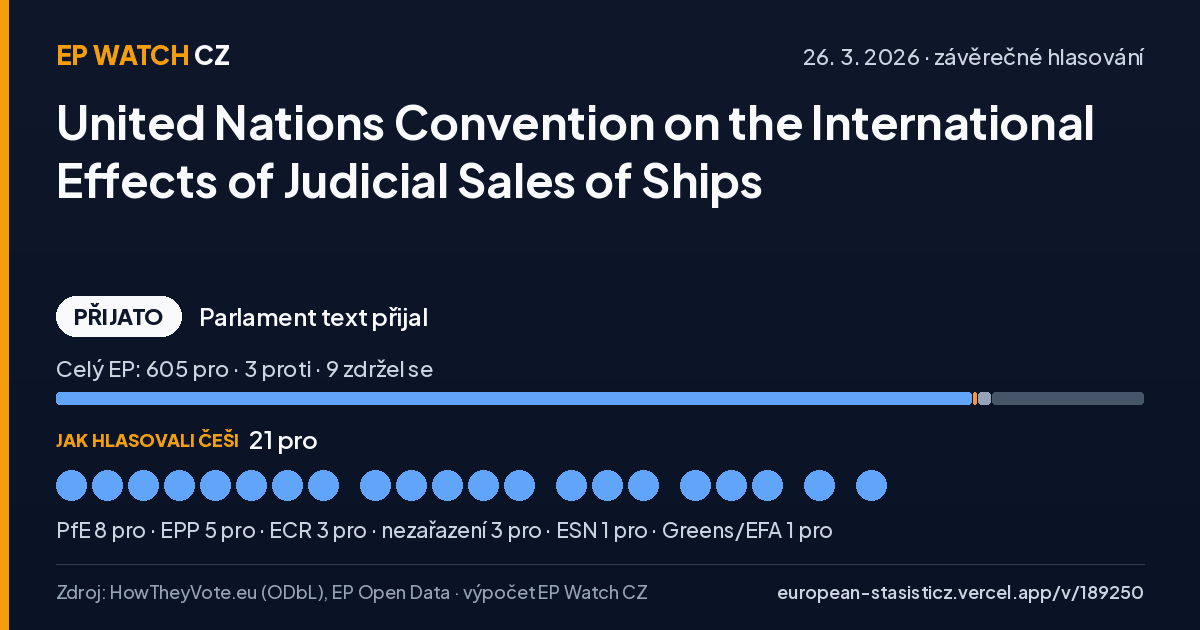 EP WATCH CZ
26. 3. 2026 · závěrečné hlasování
United Nations Convention on the International
Effects of Judicial Sales of Ships
PŘIJATO Parlament text přijal
Celý EP: 605 pro · 3 proti · 9 zdržel se
JAK HLASOVALI ČEŠI 21 pro
PfE 8 pro · EPP 5 pro · ECR 3 pro · nezařazení 3 pro · ESN 1 pro · Greens/EFA 1 pro
Zdroj: HowTheyVote.eu (ODbL), EP Open Data · výpočet EP Watch CZ
european-stasisticz.vercel.app/v/189250